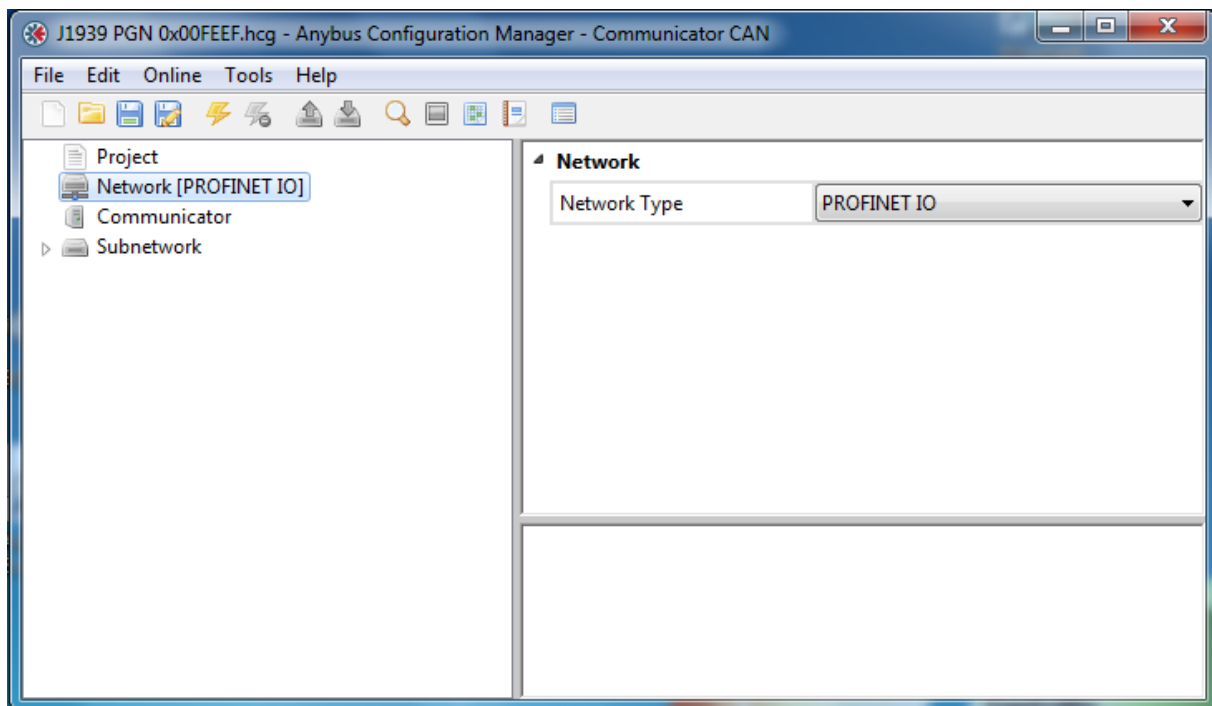 J1939 PGN 0x00FEEF.hcg - Anybus Configuration Manager - Communicator CAN
File Edit Online Tools Help
Project
Network [PROFINET IO]
Communicator
Subnetwork
Network
Network Type PROFINET IO